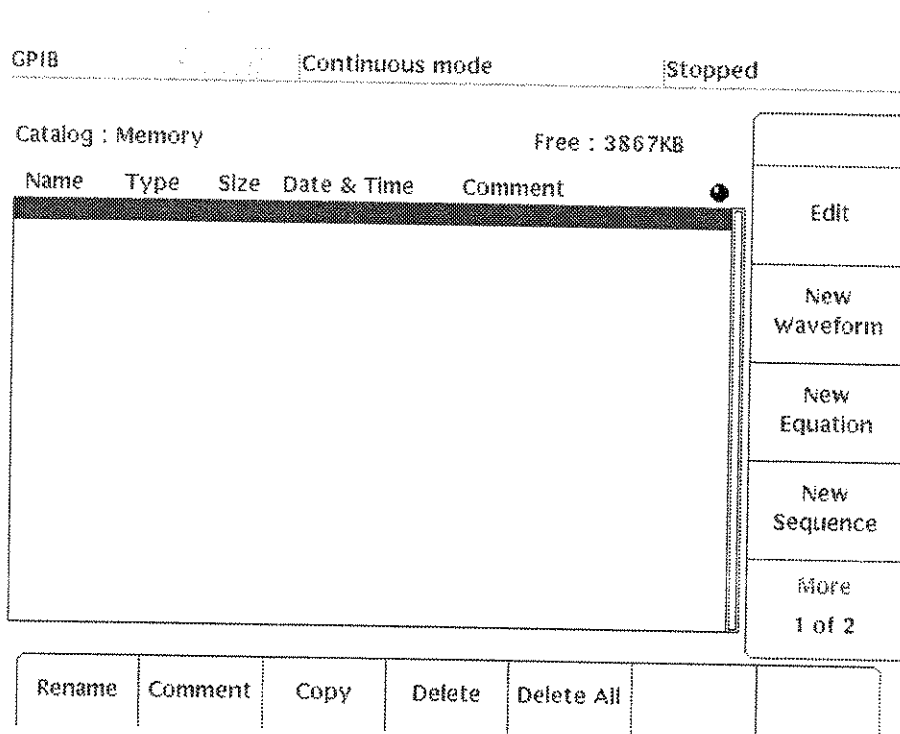 GPIB Continuous mode Stopped
Catalog : Memory Free : 3867KB
Name Type Size Date & Time Comment
Edit
New
Waveform
New
Equation
New
Sequence
More
1 of 2
Rename Comment Copy Delete Delete All